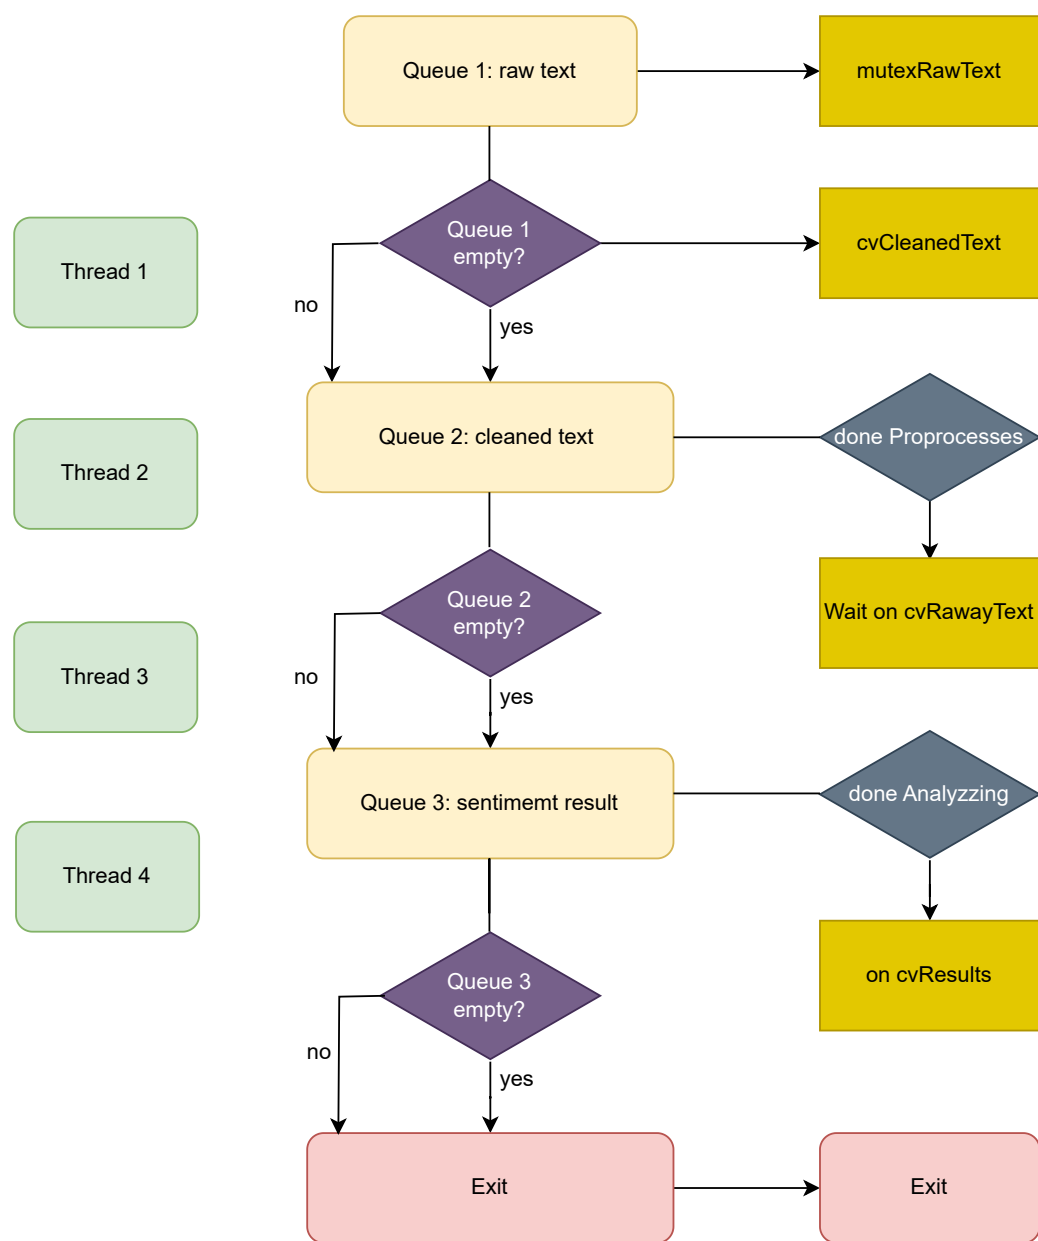 Queue 1: raw text
mutexRawText
Queue 1
empty?
cvCleanedText
Thread 1
no
yes
Queue 2: cleaned text
done Proprocesses
Thread 2
Queue 2
empty?
Wait on cvRawayText
Thread 3
no
yes
Queue 3: sentimemt result
done Analyzzing
Thread 4
Queue 3
empty?
on cvResults
no
yes
Exit
Exit